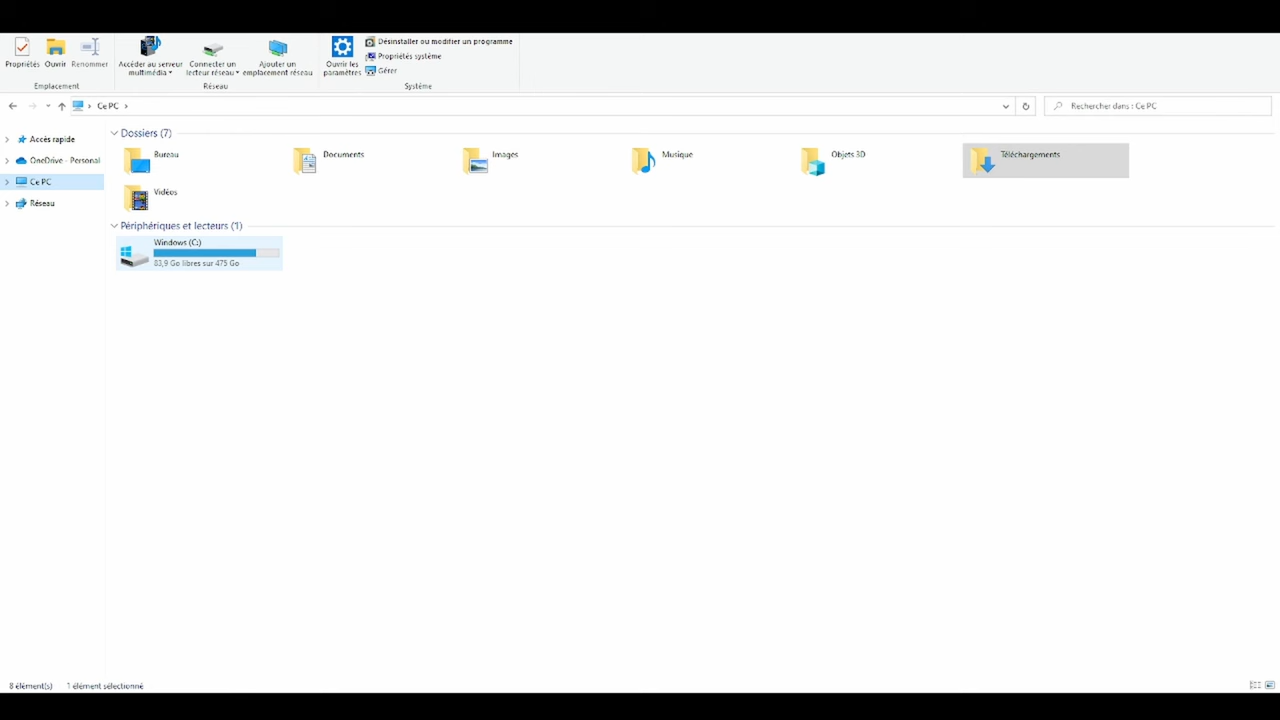 Propriétés Ouvrir Renommer
Emplacement
Accéder au serveur
multimédia
Connecter un
lecteur réseau
Ajouter un
emplacement réseau
Réseau
Ouvrir les
paramètres
Désinstaller ou modifier un programme
Propriétés système
Gérer
Système
Ce PC
Rechercher dans : Ce PC
Accès rapide
OneDrive - Personal
Ce PC
Réseau
Dossiers (7)
Bureau
Documents
Images
Musique
Objets 3D
Téléchargements
Vidéos
Périphériques et lecteurs (1)
Windows (C:)
83,9 Go libres sur 475 Go
8 élément(s) 1 élément sélectionné